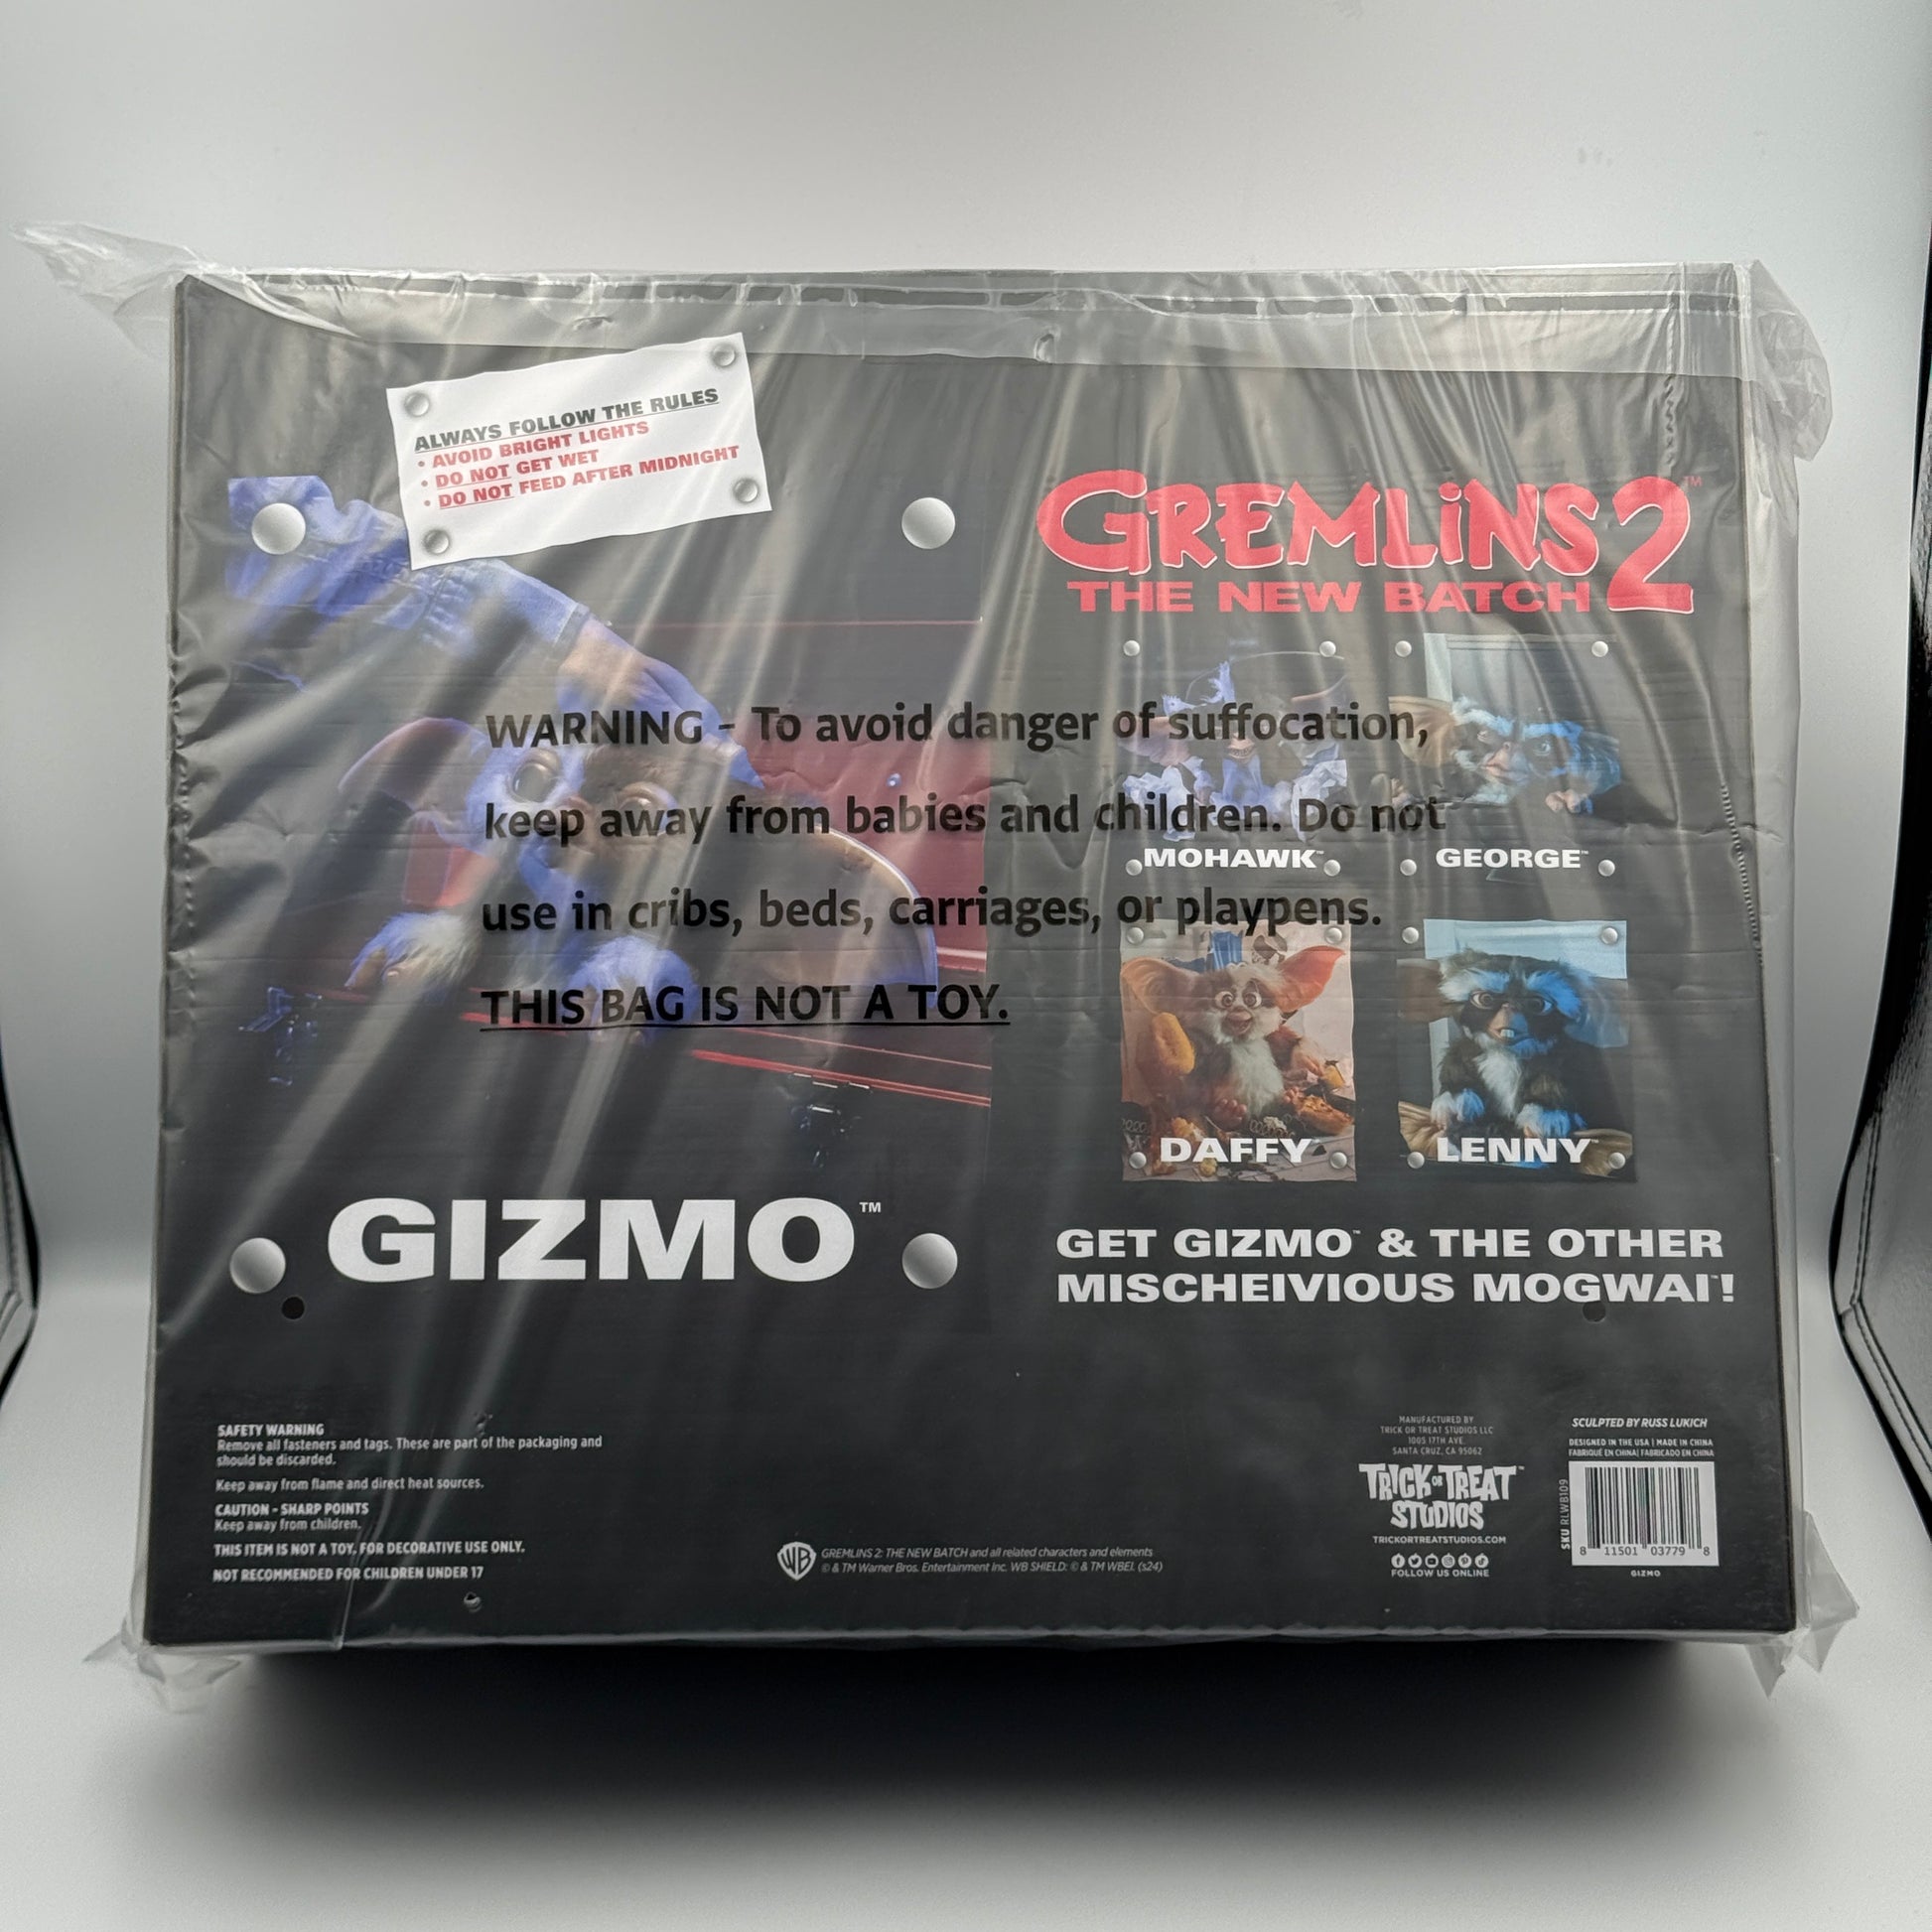 ALWAYS FOLLOW THE RULES
• AVOID BRIGHT LIGHTS
• DO NOT GET WET
• DO NOT FEED AFTER MIDNIGHT
GREMLiNS 2™
THE NEW BATCH
WARNING - To avoid danger of suffocation,
keep away from babies and children. Do not
use in cribs, beds, carriages, or playpens.
THIS BAG IS NOT A TOY.
MOHAWK™
GEORGE™
DAFFY™
LENNY™
GIZMO™
GET GIZMO™ & THE OTHER
MISCHEIVIOUS MOGWAI™!
SAFETY WARNING
Remove all fasteners and tags. These are part of the packaging and
should be discarded.
Keep away from flame and direct heat sources.
CAUTION - SHARP POINTS
Keep away from children.
THIS ITEM IS NOT A TOY. FOR DECORATIVE USE ONLY.
NOT RECOMMENDED FOR CHILDREN UNDER 17
WB
GREMLINS 2: THE NEW BATCH and all related characters and elements
© & TM Warner Bros. Entertainment Inc. WB SHIELD: © & TM WBEI. (s24)
MANUFACTURED BY
TRICK OR TREAT STUDIOS LLC
1005 17TH AVE.
SANTA CRUZ, CA 95062
TRICK OR TREAT™
STUDIOS
TRICKORTREATSTUDIOS.COM
FOLLOW US ONLINE
SCULPTED BY RUSS LUKICH
DESIGNED IN THE USA | MADE IN CHINA
FABRIQUÉ EN CHINA| FABRICADO EN CHINA
SKU RLWB109
8 11501 03779 8
GIZMO